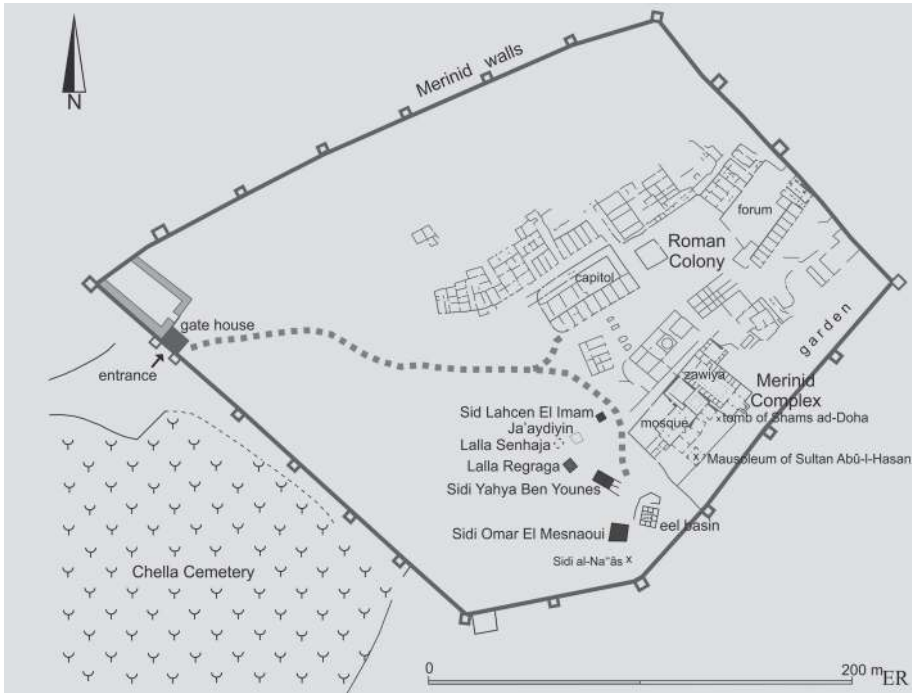 Merinid walls
N
forum
Roman
Colony
capitol
gate house
garden
entrance
zawiya
Merinid
Complex
Sid Lahcen El Imam
tomb of Shams ad-Doha
Ja'aydiyin
mosque
Lalla Senhaja
x Mausoleum of Sultan Abû-l-Hasan
Lalla Regraga
Sidi Yahya Ben Younes
eel basin
Sidi Omar El Mesnaoui
Sidi al-Na''âs x
Chella Cemetery
0 200 m
ER